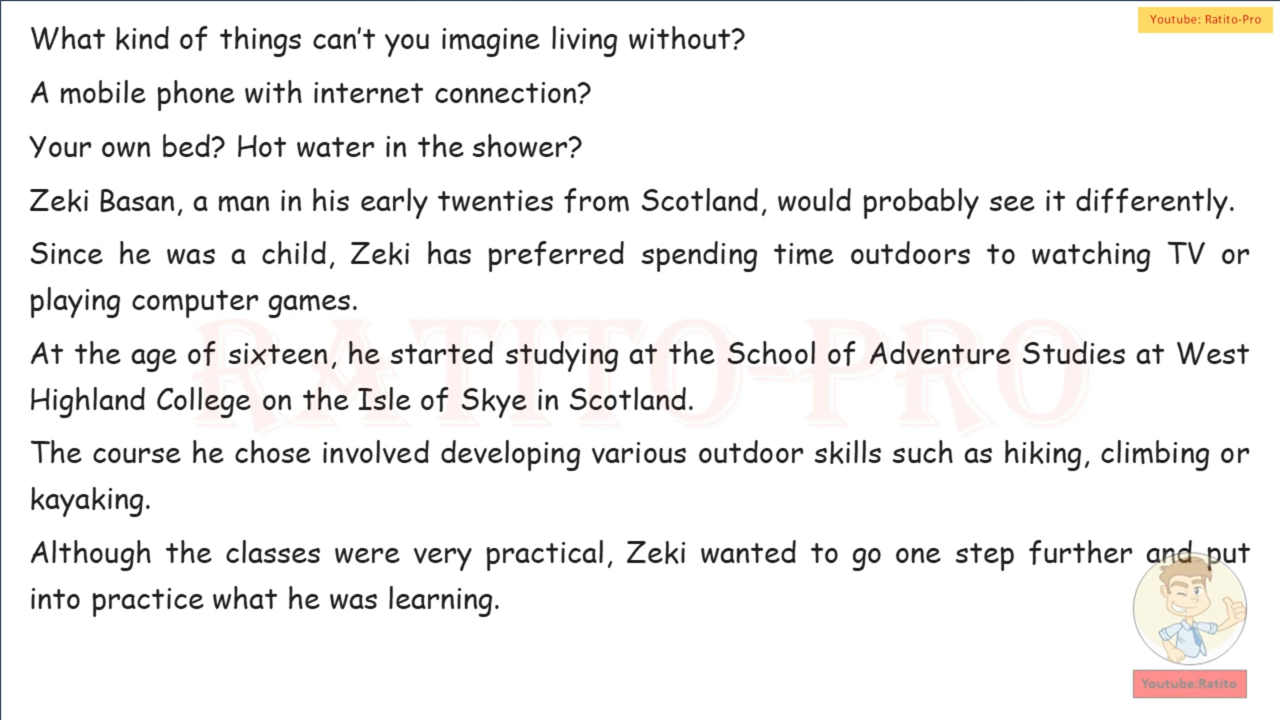 Youtube: Ratito-Pro
What kind of things can't you imagine living without?
A mobile phone with internet connection?
Your own bed? Hot water in the shower?
Zeki Basan, a man in his early twenties from Scotland, would probably see it differently.
Since he was a child, Zeki has preferred spending time outdoors to watching TV or
playing computer games.
RATITO-PRO
At the age of sixteen, he started studying at the School of Adventure Studies at West
Highland College on the Isle of Skye in Scotland.
The course he chose involved developing various outdoor skills such as hiking, climbing or
kayaking.
Although the classes were very practical, Zeki wanted to go one step further and put
into practice what he was learning.
Youtube:Ratito